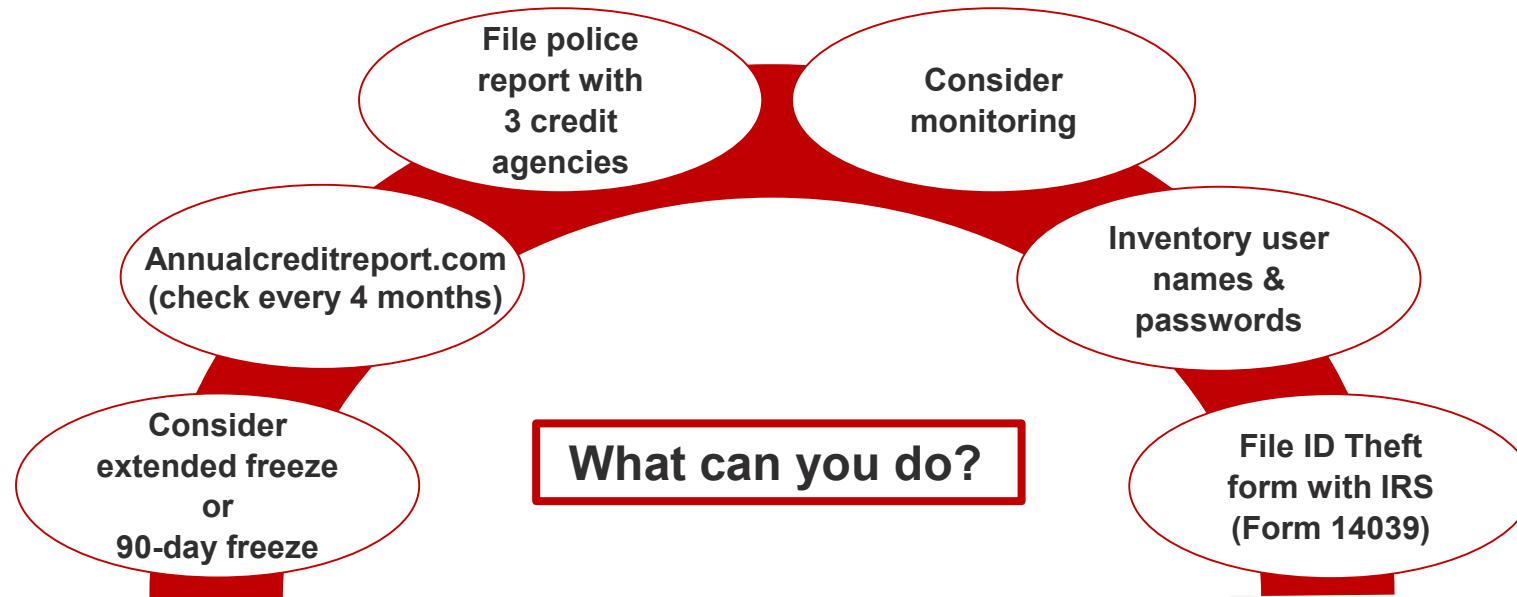 File police
report with
3 credit
agencies
Consider
monitoring
Annualcreditreport.com
(check every 4 months)
Inventory user
names &
passwords
Consider
extended freeze
or
90-day freeze
What can you do?
File ID Theft
form with IRS
(Form 14039)